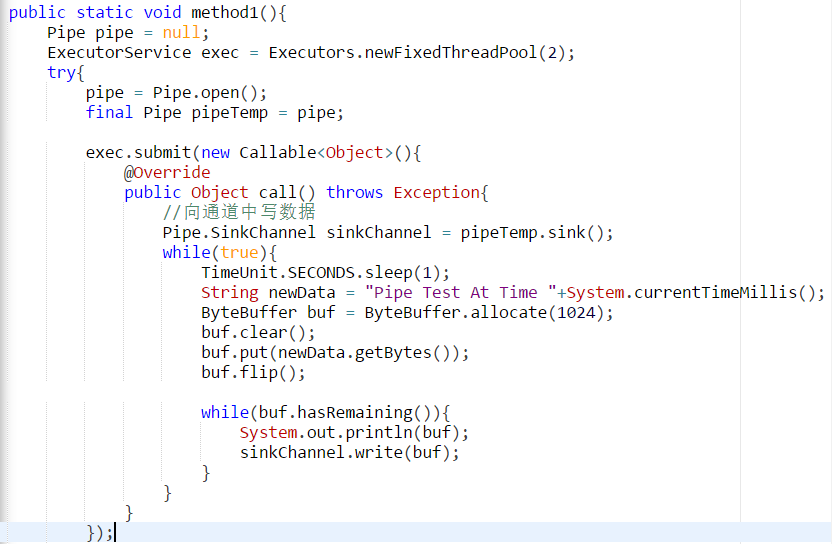 public static void method1(){
    Pipe pipe = null;
    ExecutorService exec = Executors.newFixedThreadPool(2);
    try{
        pipe = Pipe.open();
        final Pipe pipeTemp = pipe;

        exec.submit(new Callable<Object>(){
            @Override
            public Object call() throws Exception{
                //向通道中写数据
                Pipe.SinkChannel sinkChannel = pipeTemp.sink();
                while(true){
                    TimeUnit.SECONDS.sleep(1);
                    String newData = "Pipe Test At Time "+System.currentTimeMillis();
                    ByteBuffer buf = ByteBuffer.allocate(1024);
                    buf.clear();
                    buf.put(newData.getBytes());
                    buf.flip();

                    while(buf.hasRemaining()){
                        System.out.println(buf);
                        sinkChannel.write(buf);
                    }
                }
            }
        });